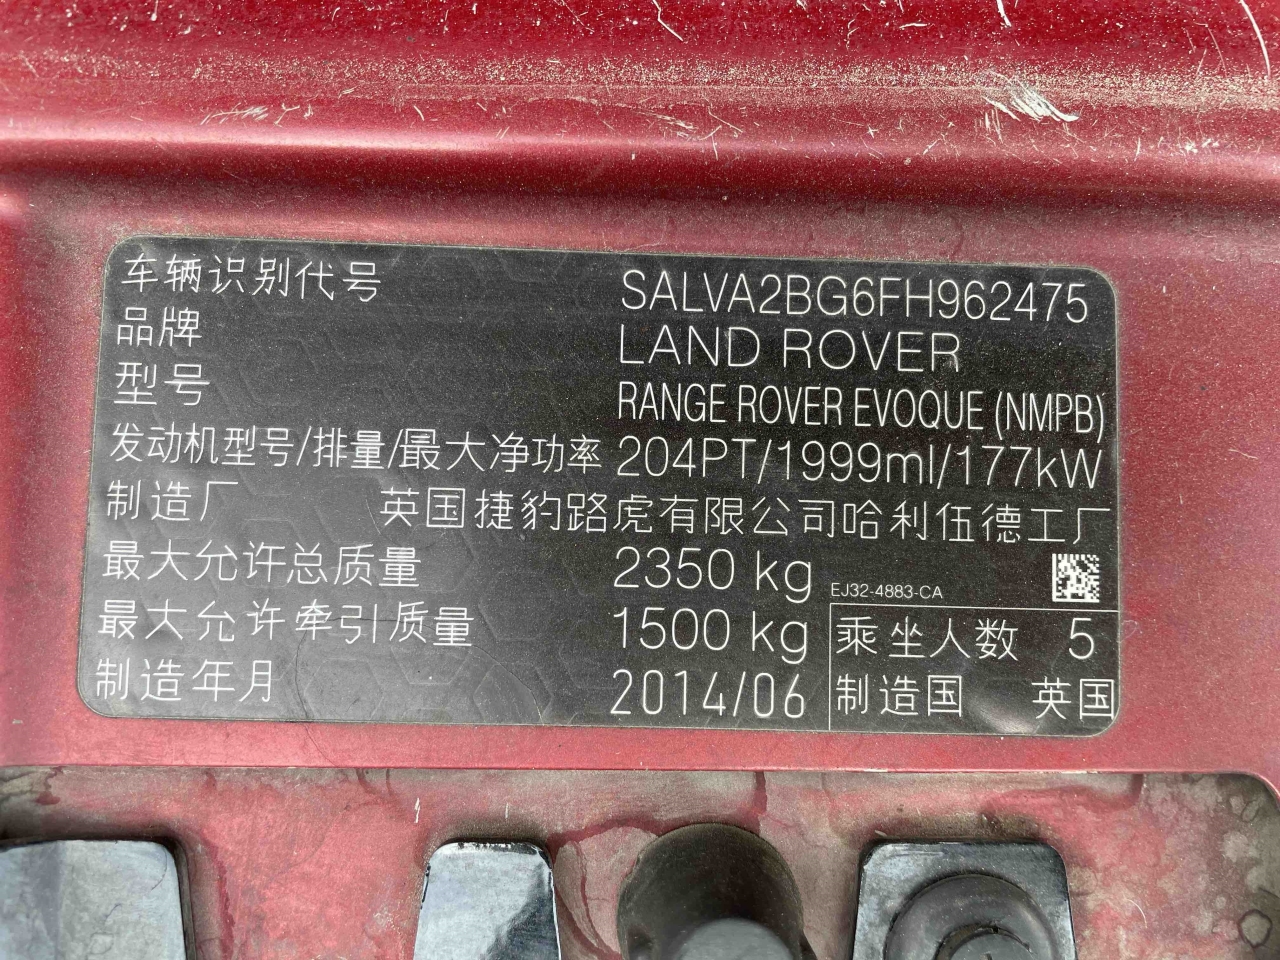 车辆识别代号 SALVA2BG6FH962475
品牌 LAND ROVER
型号 RANGE ROVER EVOQUE (NMPB)
发动机型号/排量/最大净功率 204PT/1999ml/177kW
制造厂 英国捷豹路虎有限公司哈利伍德工厂
最大允许总质量 2350 kg
EJ32-4883-CA
最大允许牵引质量 1500 kg 乘坐人数 5
制造年月 2014/06 制造国 英国